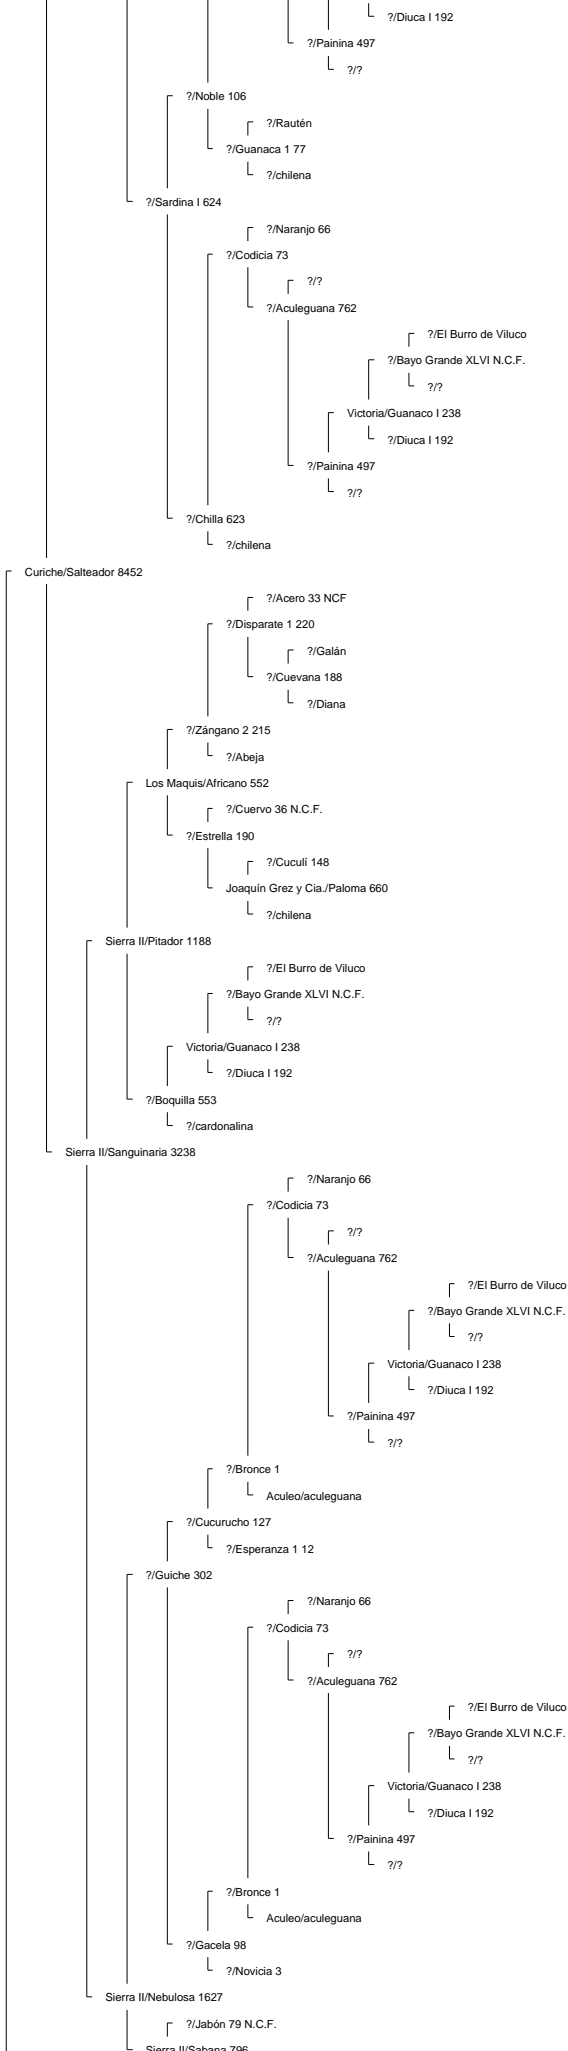 ?/Diuca I 192
?/Painina 497
?/?
?/Noble 106
?/Rautén
?/Guanaca 1 77
?/chilena
?/Sardina I 624
?/Naranjo 66
?/Codicia 73
?/?
?/Aculeguana 762
?/El Burro de Viluco
?/Bayo Grande XLVI N.C.F.
?/?
Victoria/Guanaco I 238
?/Diuca I 192
?/Painina 497
?/?
?/Chilla 623
?/chilena
Curiche/Salteador 8452
?/Acero 33 NCF
?/Disparate 1 220
?/Galán
?/Cuevana 188
?/Diana
?/Zángano 2 215
?/Abeja
Los Maquis/Africano 552
?/Cuervo 36 N.C.F.
?/Estrella 190
?/Cuculí 148
Joaquín Grez y Cia./Paloma 660
?/chilena
Sierra II/Pitador 1188
?/El Burro de Viluco
?/Bayo Grande XLVI N.C.F.
?/?
Victoria/Guanaco I 238
?/Diuca I 192
?/Boquilla 553
?/cardonalina
Sierra II/Sanguinaria 3238
?/Naranjo 66
?/Codicia 73
?/?
?/Aculeguana 762
?/El Burro de Viluco
?/Bayo Grande XLVI N.C.F.
?/?
Victoria/Guanaco I 238
?/Diuca I 192
?/Painina 497
?/?
?/Bronce 1
Aculeo/aculeguana
?/Cucurucho 127
?/Esperanza 1 12
?/Guiche 302
?/Naranjo 66
?/Codicia 73
?/?
?/Aculeguana 762
?/El Burro de Viluco
?/Bayo Grande XLVI N.C.F.
?/?
Victoria/Guanaco I 238
?/Diuca I 192
?/Painina 497
?/?
?/Bronce 1
Aculeo/aculeguana
?/Gacela 98
?/Novicia 3
Sierra II/Nebulosa 1627
?/Jabón 79 N.C.F.
Sierra II/Sabana 796